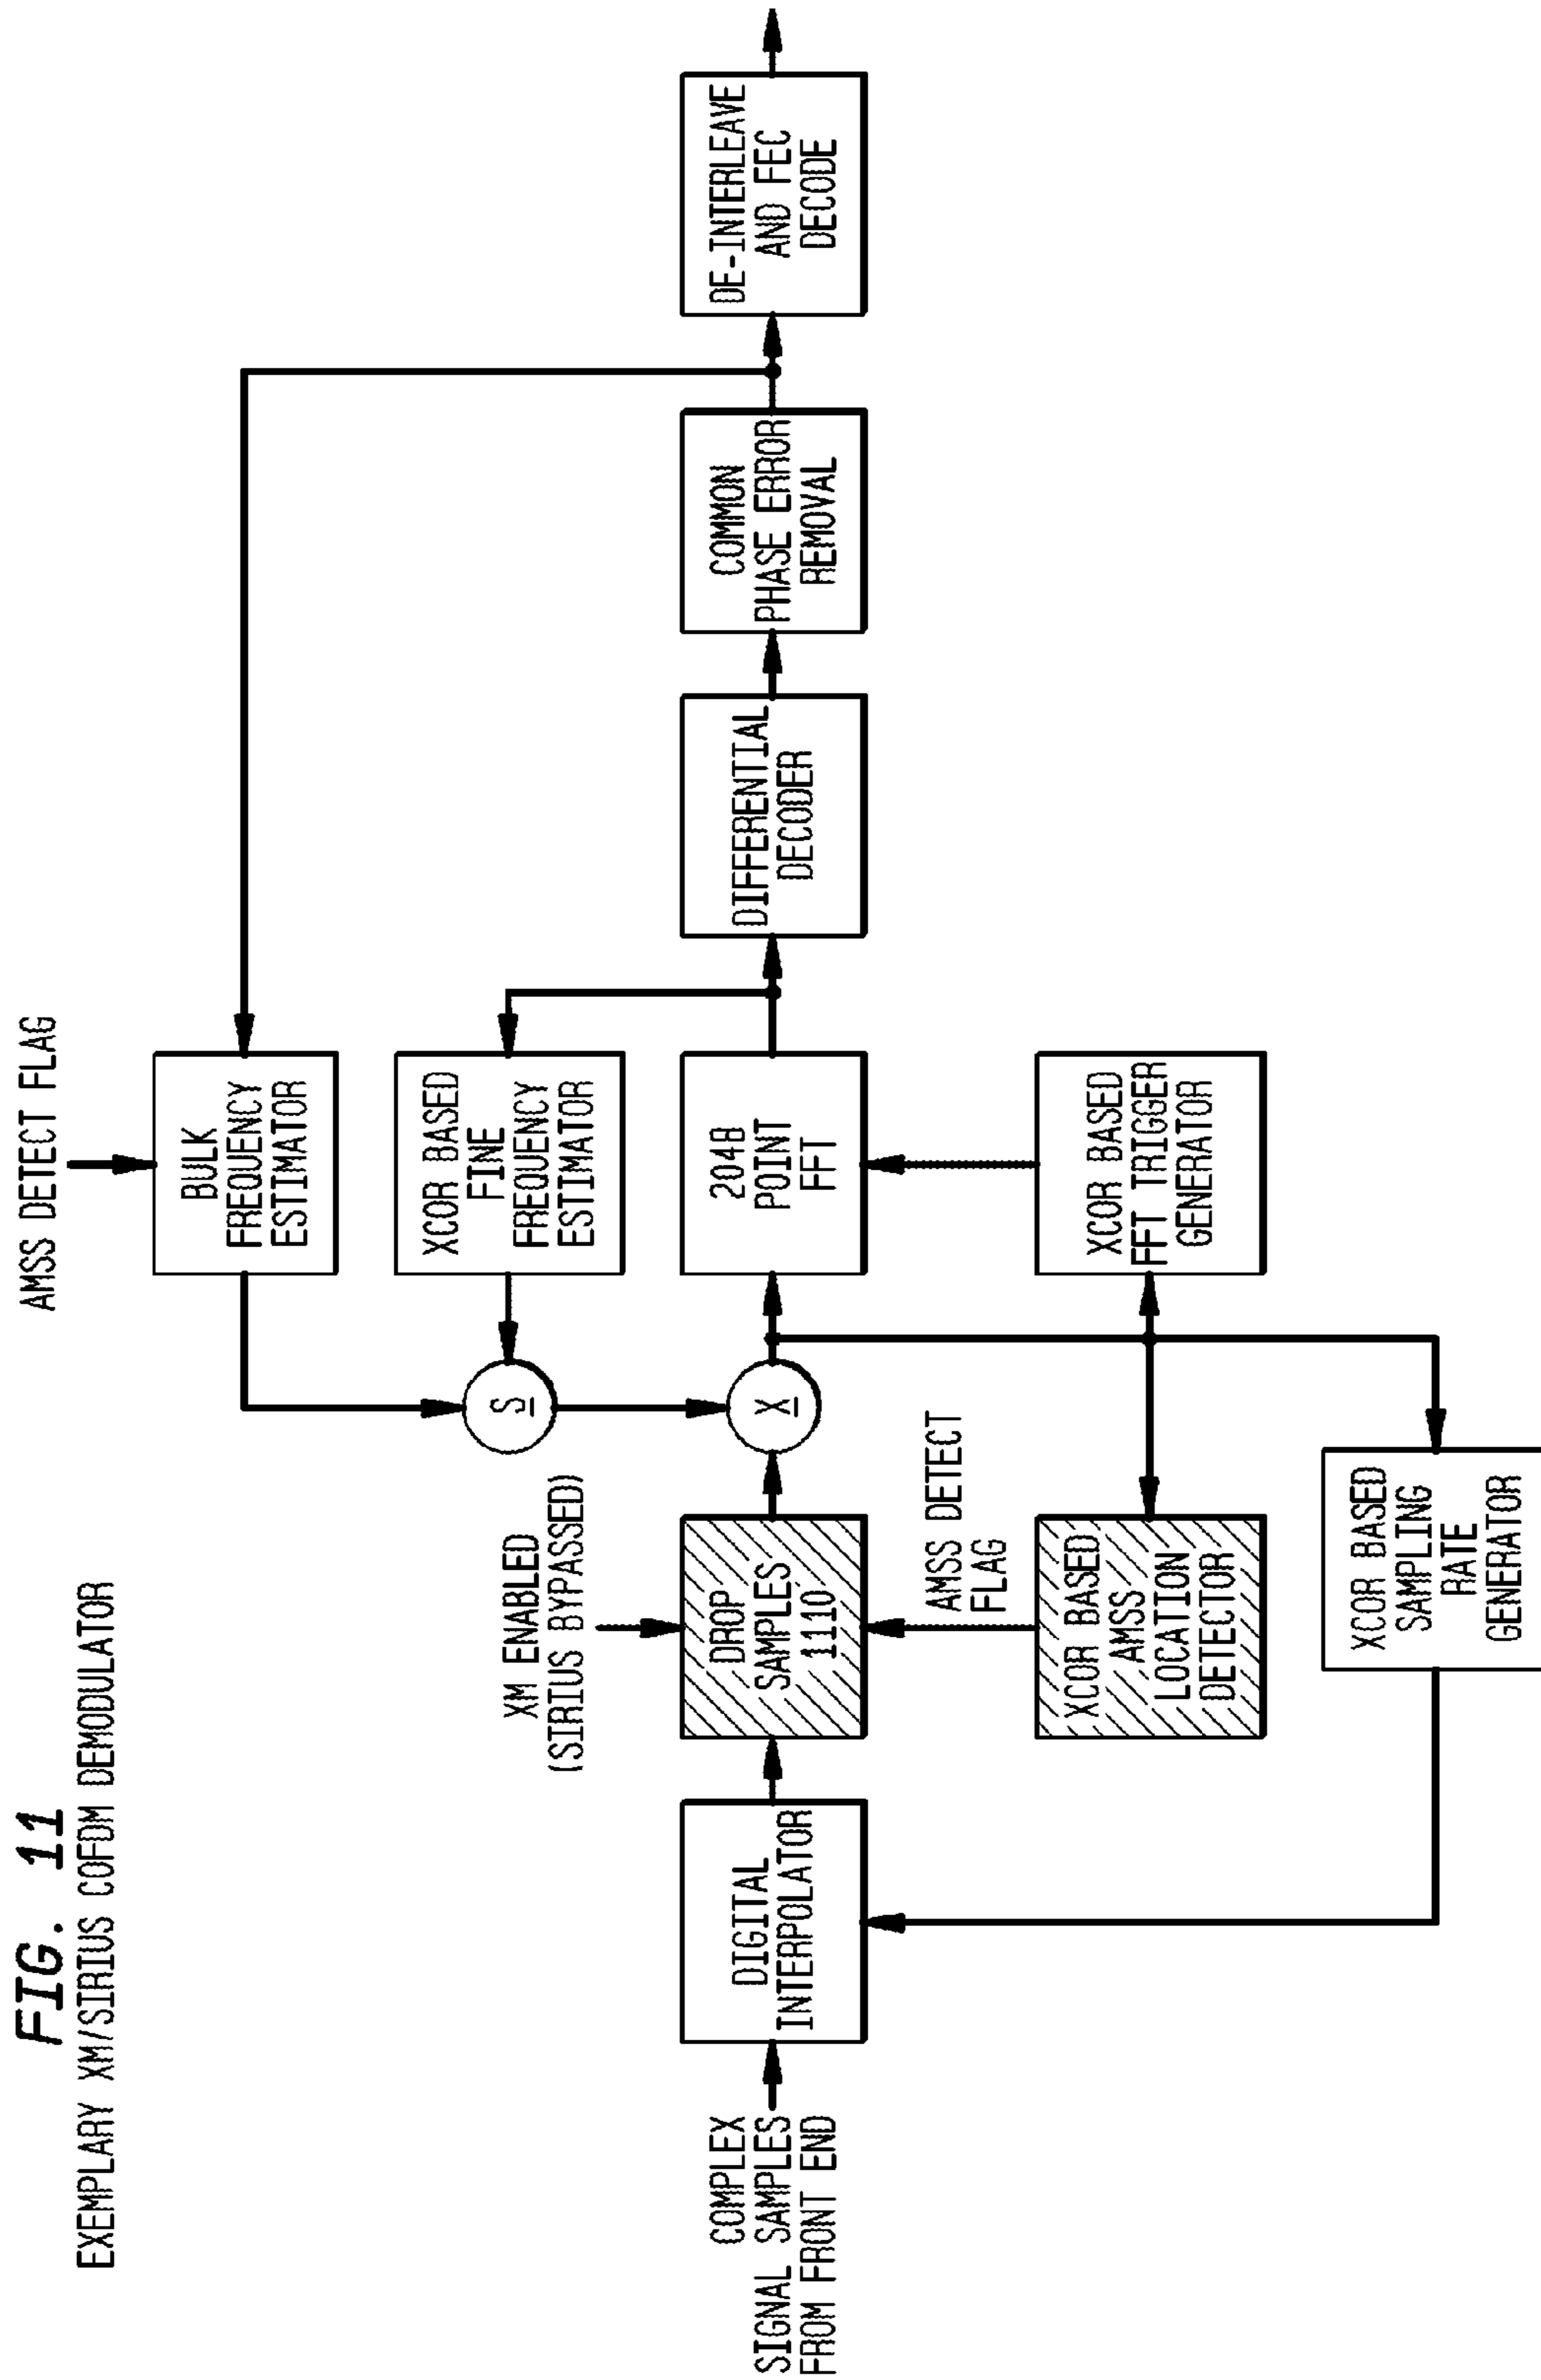 FIG. 11
EXEMPLARY XM/SIRIUS COFDM DEMODULATOR
AMSS DETECT FLAG
BULK
FREQUENCY
ESTIMATOR
XCOR BASED
FINE
FREQUENCY
ESTIMATOR
S
XM ENABLED
(SIRIUS BYPASSED)
COMPLEX
SIGNAL SAMPLES
FROM FRONT END
DIGITAL
INTERPOLATOR
DROP
SAMPLES
1110
X
2048
POINT
FFT
DIFFERENTIAL
DECODER
COMMON
PHASE ERROR
REMOVAL
DE-INTERLEAVE
AND FEC
DECODE
AMSS DETECT
FLAG
XCOR BASED
AMSS
LOCATION
DETECTOR
XCOR BASED
FFT TRIGGER
GENERATOR
XCOR BASED
SAMPLING
RATE
GENERATOR